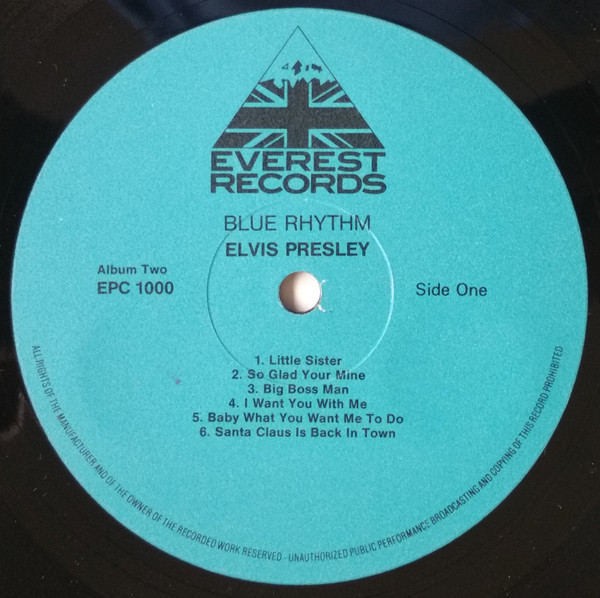 EVEREST
RECORDS
BLUE RHYTHM
ELVIS PRESLEY
Album Two
EPC 1000
Side One
1. Little Sister
2. So Glad Your Mine
3. Big Boss Man
4. I Want You With Me
5. Baby What You Want Me To Do
6. Santa Claus Is Back In Town
ALL RIGHTS OF THE MANUFACTURER AND OF THE OWNER OF THE RECORDED WORK RESERVED - UNAUTHORIZED PUBLIC PERFORMANCE BROADCASTING AND COPYING OF THIS RECORD PROHIBITED